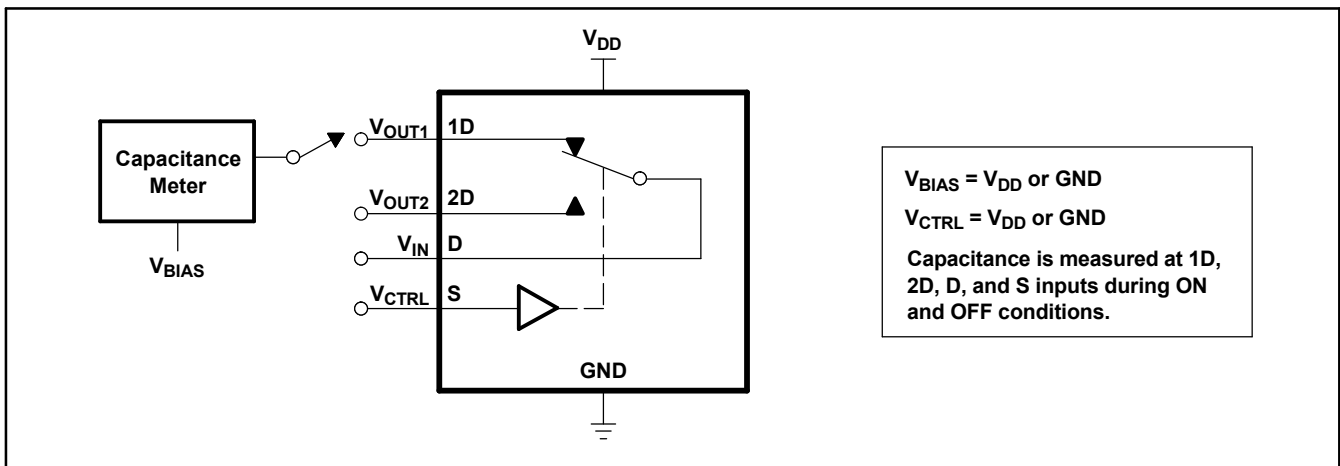 V_DD
V_OUT1 1D
Capacitance
Meter
V_OUT2 2D
V_IN D
V_BIAS
V_CTRL S
GND
V_BIAS = V_DD or GND
V_CTRL = V_DD or GND
Capacitance is measured at 1D,
2D, D, and S inputs during ON
and OFF conditions.